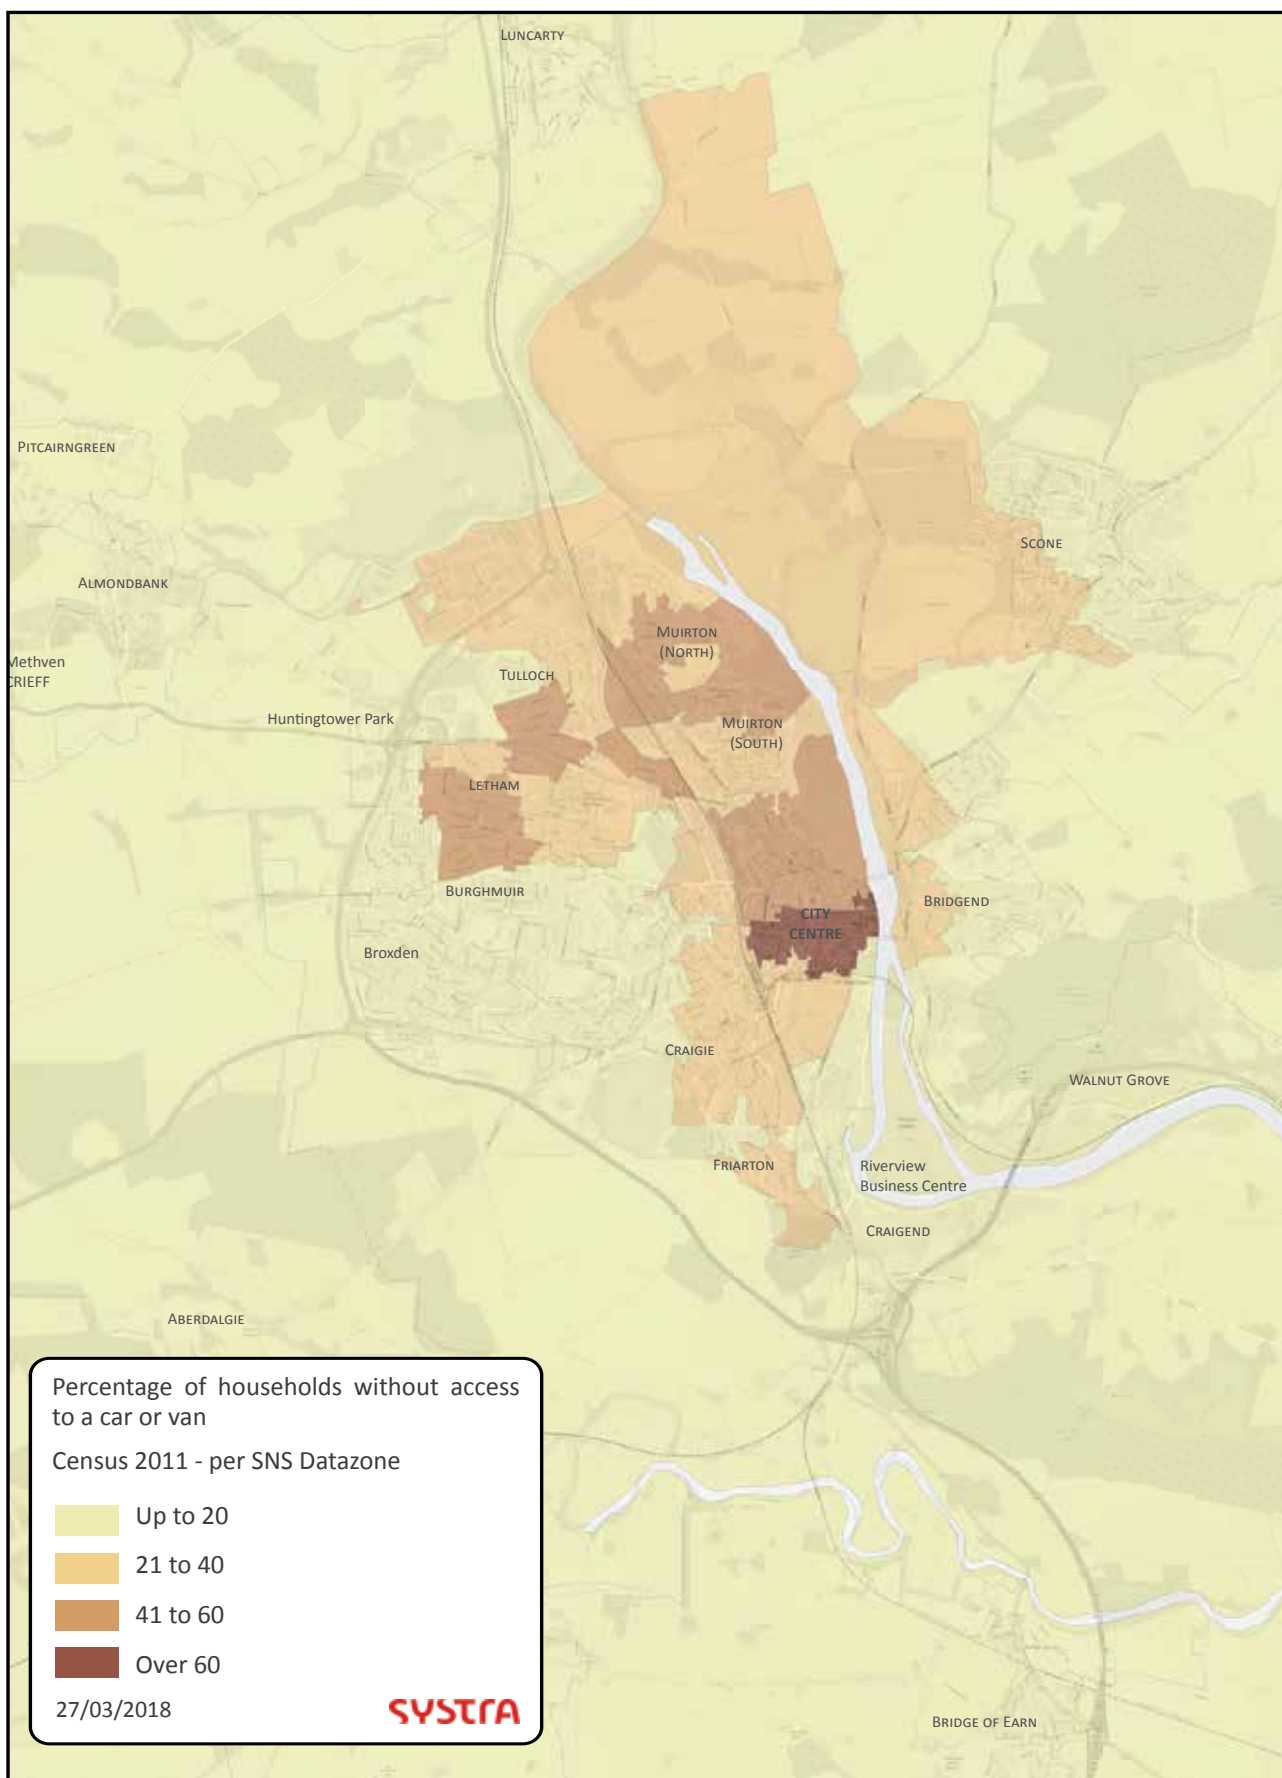 LUNCARTY
PITCAIRNGREEN
SCONE
ALMONDBANK
MUIRTON
(NORTH)
Methven
CRIEFF
TULLOCH
Huntingtower Park
MUIRTON
(SOUTH)
LETHAM
BURGHMUIR
BRIDGEND
CITY
CENTRE
Broxden
CRAIGIE
WALNUT GROVE
FRIARTON
Riverview
Business Centre
CRAIGEND
ABERDALGIE
Percentage of households without access
to a car or van
Census 2011 - per SNS Datazone
Up to 20
21 to 40
41 to 60
Over 60
27/03/2018
SYSTRA
BRIDGE OF EARN